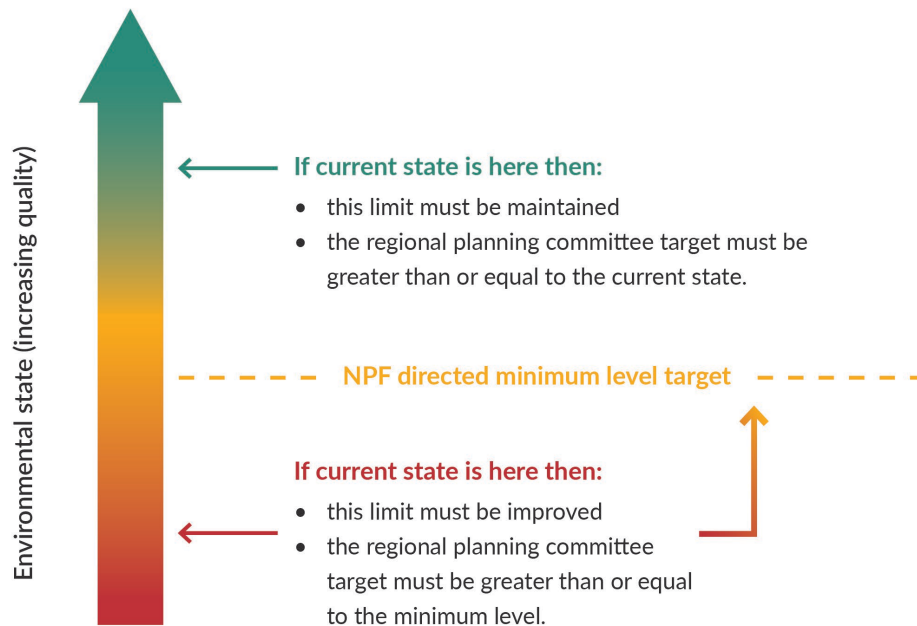 Environmental state (increasing quality)
If current state is here then:
• this limit must be maintained
• the regional planning committee target must be
greater than or equal to the current state.
NPF directed minimum level target
If current state is here then:
• this limit must be improved
• the regional planning committee
target must be greater than or equal
to the minimum level.